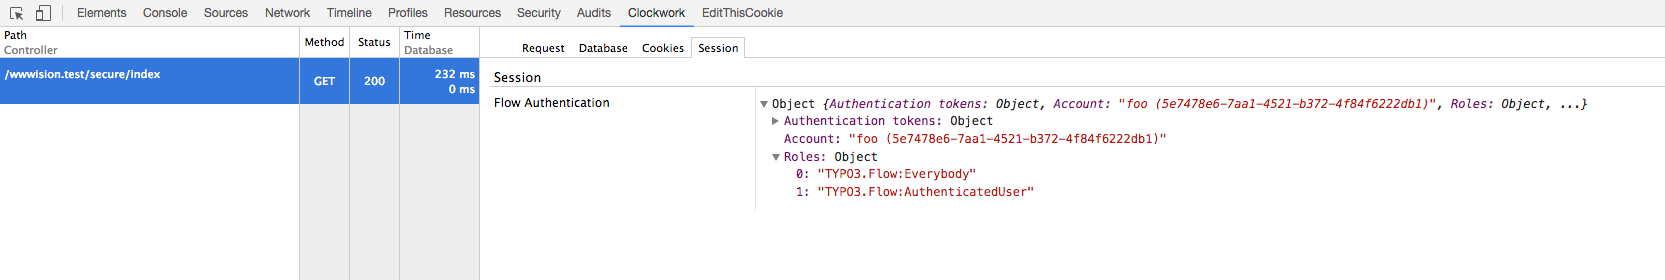 Elements Console Sources Network Timeline Profiles Resources Security Audits Clockwork EditThisCookie
Path
Controller
Method
Status
Time
Database
Request Database Cookies Session
/wwwision.test/secure/index
GET
200
232 ms
0 ms
Session
Flow Authentication
Object {Authentication tokens: Object, Account: "foo (5e7478e6-7aa1-4521-b372-4f84f6222db1)", Roles: Object, ...}
Authentication tokens: Object
Account: "foo (5e7478e6-7aa1-4521-b372-4f84f6222db1)"
Roles: Object
0: "TYPO3.Flow:Everybody"
1: "TYPO3.Flow:AuthenticatedUser"